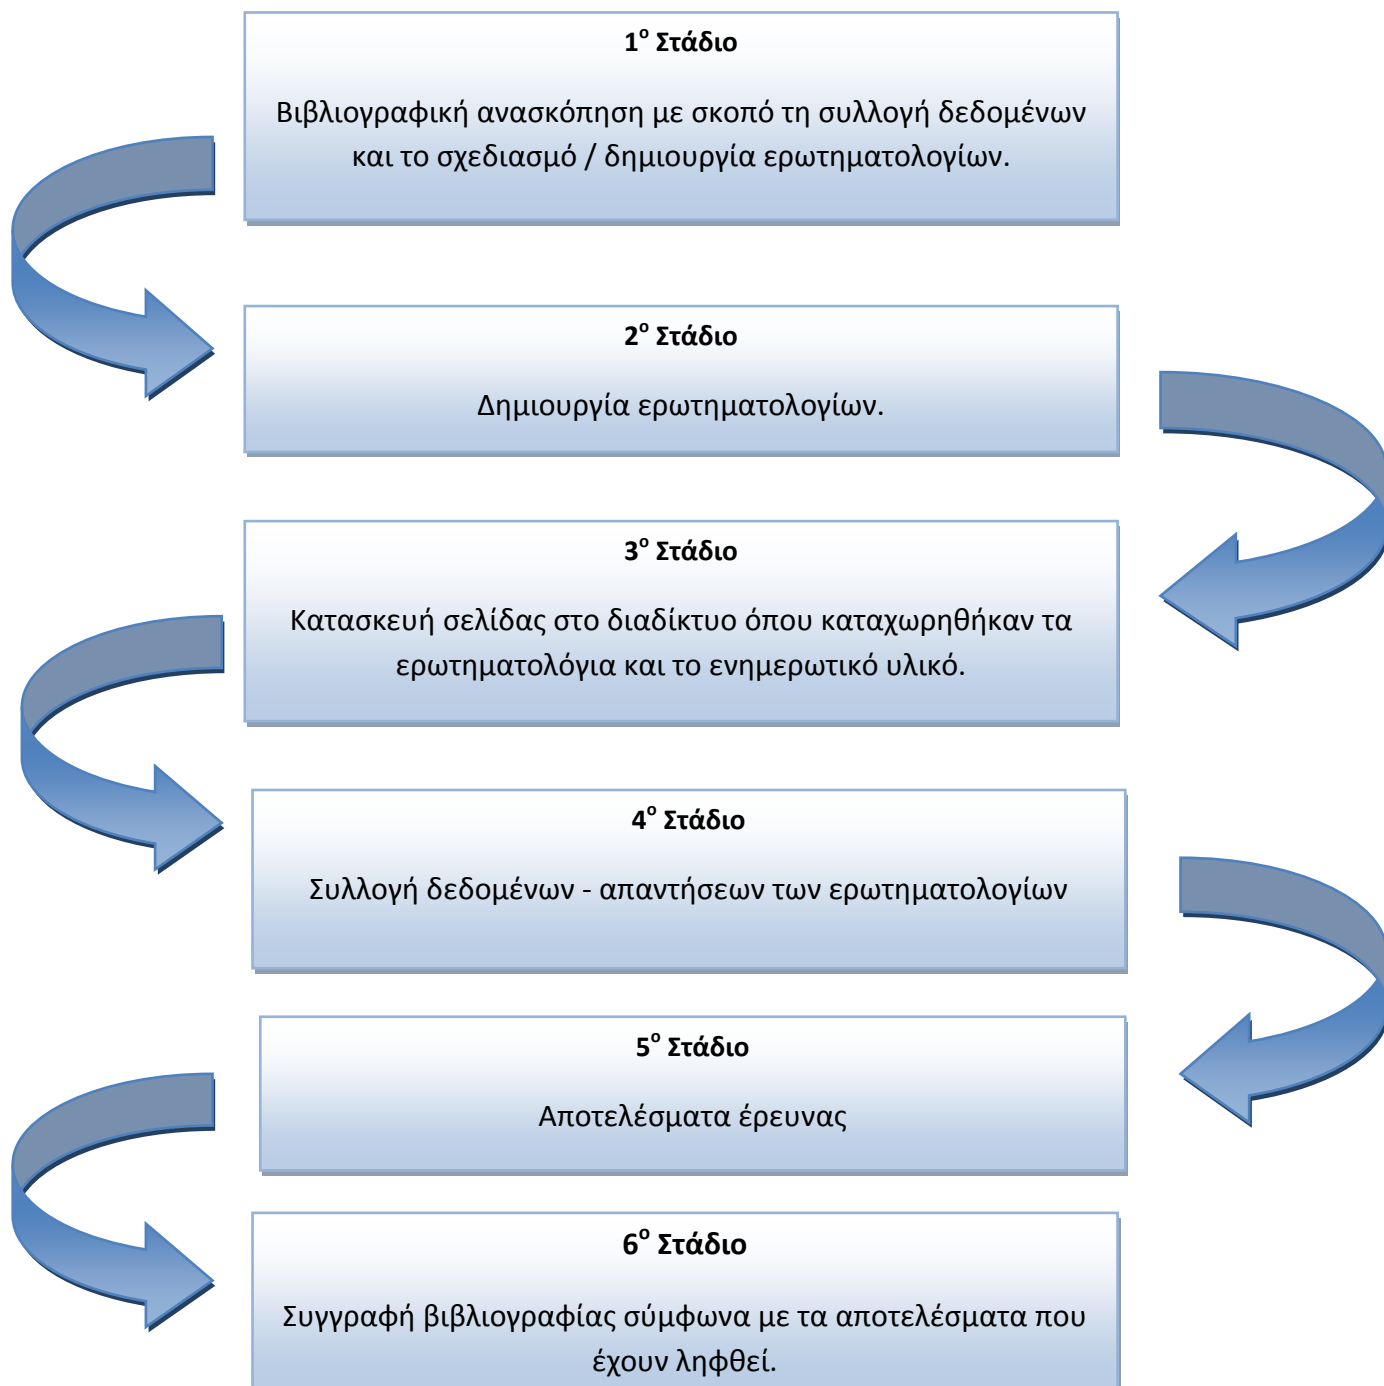 1ο Στάδιο
Βιβλιογραφική ανασκόπηση με σκοπό τη συλλογή δεδομένων
και το σχεδιασμό / δημιουργία ερωτηματολογίων.
2ο Στάδιο
Δημιουργία ερωτηματολογίων.
3ο Στάδιο
Κατασκευή σελίδας στο διαδίκτυο όπου καταχωρηθήκαν τα
ερωτηματολόγια και το ενημερωτικό υλικό.
4ο Στάδιο
Συλλογή δεδομένων - απαντήσεων των ερωτηματολογίων
5ο Στάδιο
Αποτελέσματα έρευνας
6ο Στάδιο
Συγγραφή βιβλιογραφίας σύμφωνα με τα αποτελέσματα που
έχουν ληφθεί.